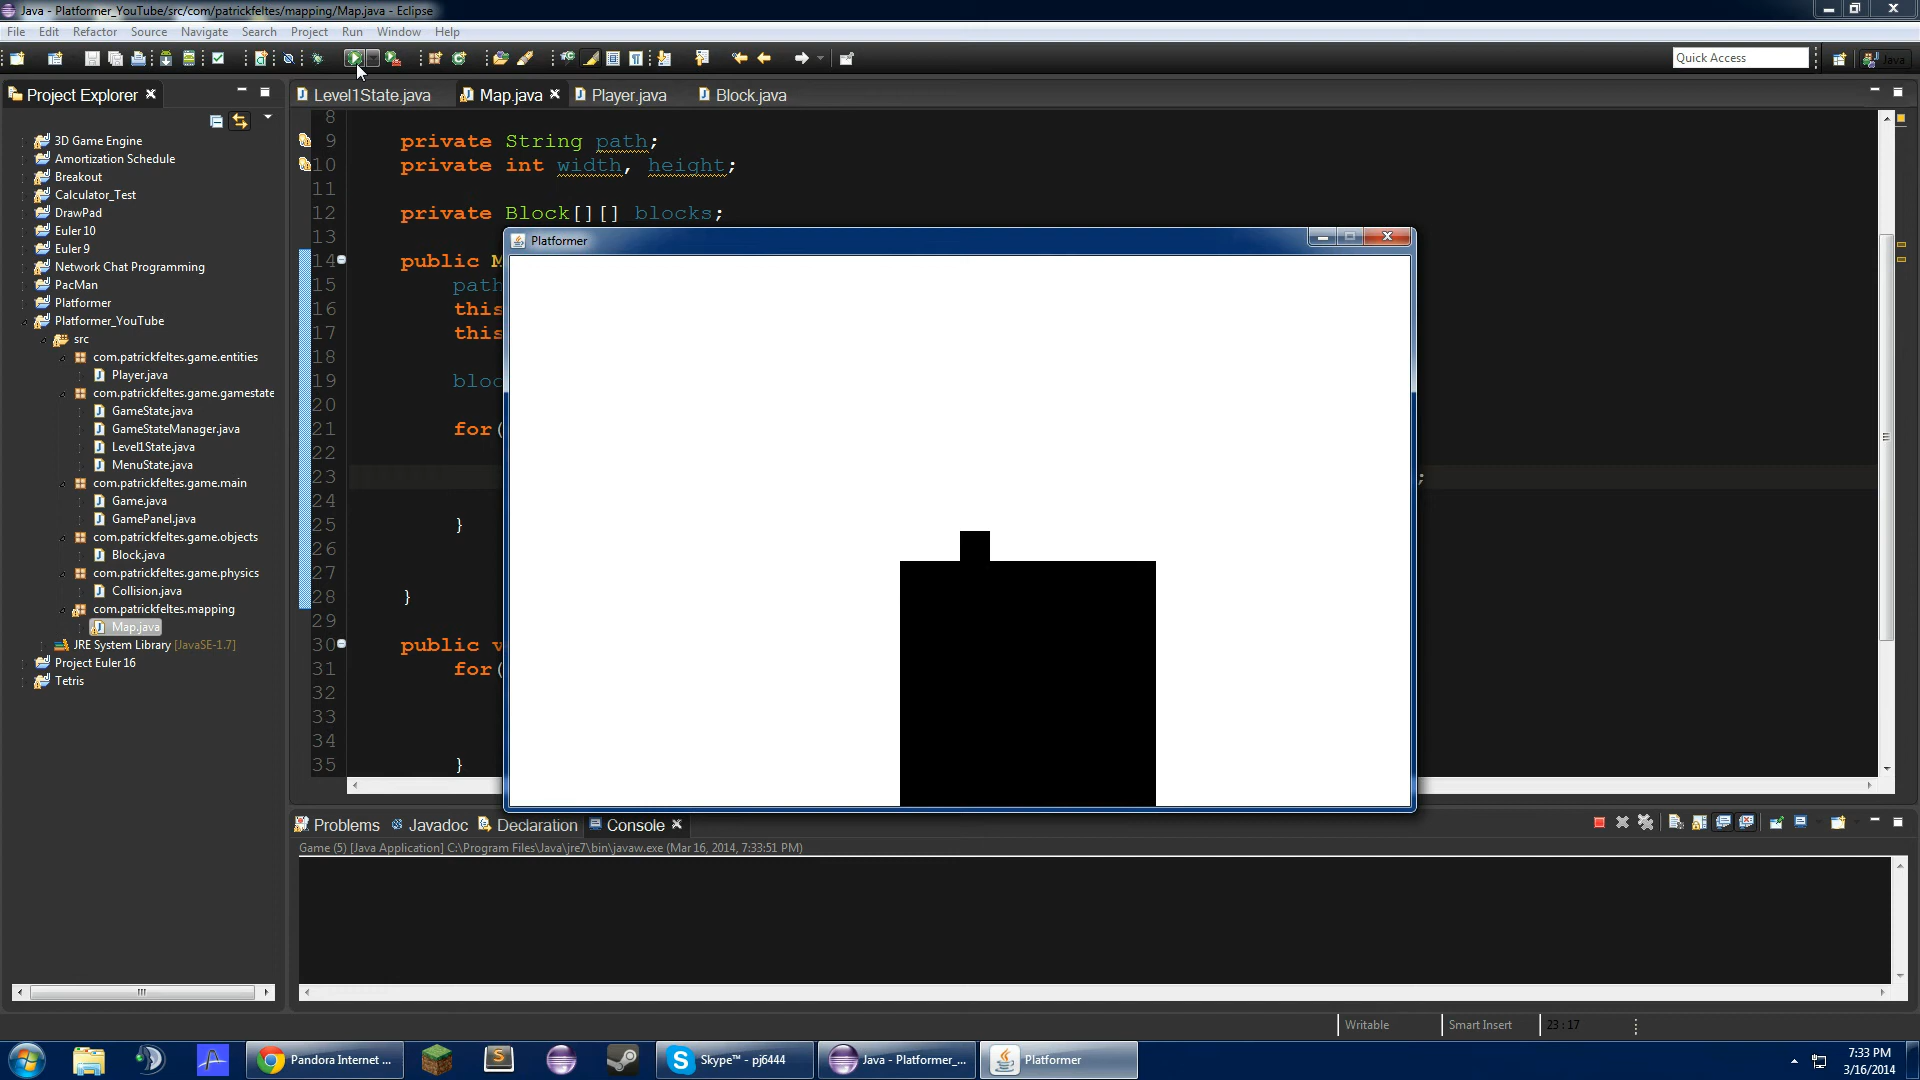 Java - Platformer_YouTube/src/com/patrickfeltes/mapping/Map.java - Eclipse
File Edit Refactor Source Navigate Search Project Run Window Help
Quick Access
Java
Project Explorer
Level1State.java Map.java Player.java Block.java
3D Game Engine
Amortization Schedule
Breakout
Calculator_Test
DrawPad
Euler 10
Euler 9
Network Chat Programming
PacMan
Platformer
Platformer_YouTube
src
com.patrickfeltes.game.entities
Player.java
com.patrickfeltes.game.gamestate
GameState.java
GameStateManager.java
Level1State.java
MenuState.java
com.patrickfeltes.game.main
Game.java
GamePanel.java
com.patrickfeltes.game.objects
Block.java
com.patrickfeltes.game.physics
Collision.java
com.patrickfeltes.mapping
Map.java
JRE System Library [JavaSE-1.7]
Project Euler 16
Tetris
8
9 private String path;
10 private int width, height;
11
12 private Block[][] blocks;
13
14 public M
15 path
16 this
17 this
18
19 bloc
20
21 for(
22
23 ;
24
25 }
26
27
28 }
29
30 public v
31 for(
32
33
34
35 }
Platformer
Problems Javadoc Declaration Console
Game (5) [Java Application] C:\Program Files\Java\jre7\bin\javaw.exe (Mar 16, 2014, 7:33:51 PM)
Writable Smart Insert 23 : 17
Pandora Internet ... Skype™ - pj6444 Java - Platformer_... Platformer
7:33 PM
3/16/2014